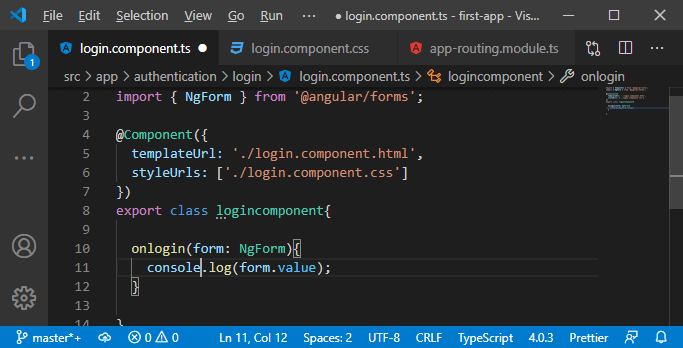 File Edit Selection View Go Run ... ● login.component.ts - first-app - Vis...
login.component.ts ● login.component.css app-routing.module.ts ...
src > app > authentication > login > login.component.ts > logincomponent > onlogin
2 import { NgForm } from '@angular/forms';
3
4 @Component({
5 templateUrl: './login.component.html',
6 styleUrls: ['./login.component.css']
7 })
8 export class logincomponent{
9
10 onlogin(form: NgForm){
11 console.log(form.value);
12 }
13
14 }
1
master*+ 0 0 Ln 11, Col 12 Spaces: 2 UTF-8 CRLF TypeScript 4.0.3 Prettier